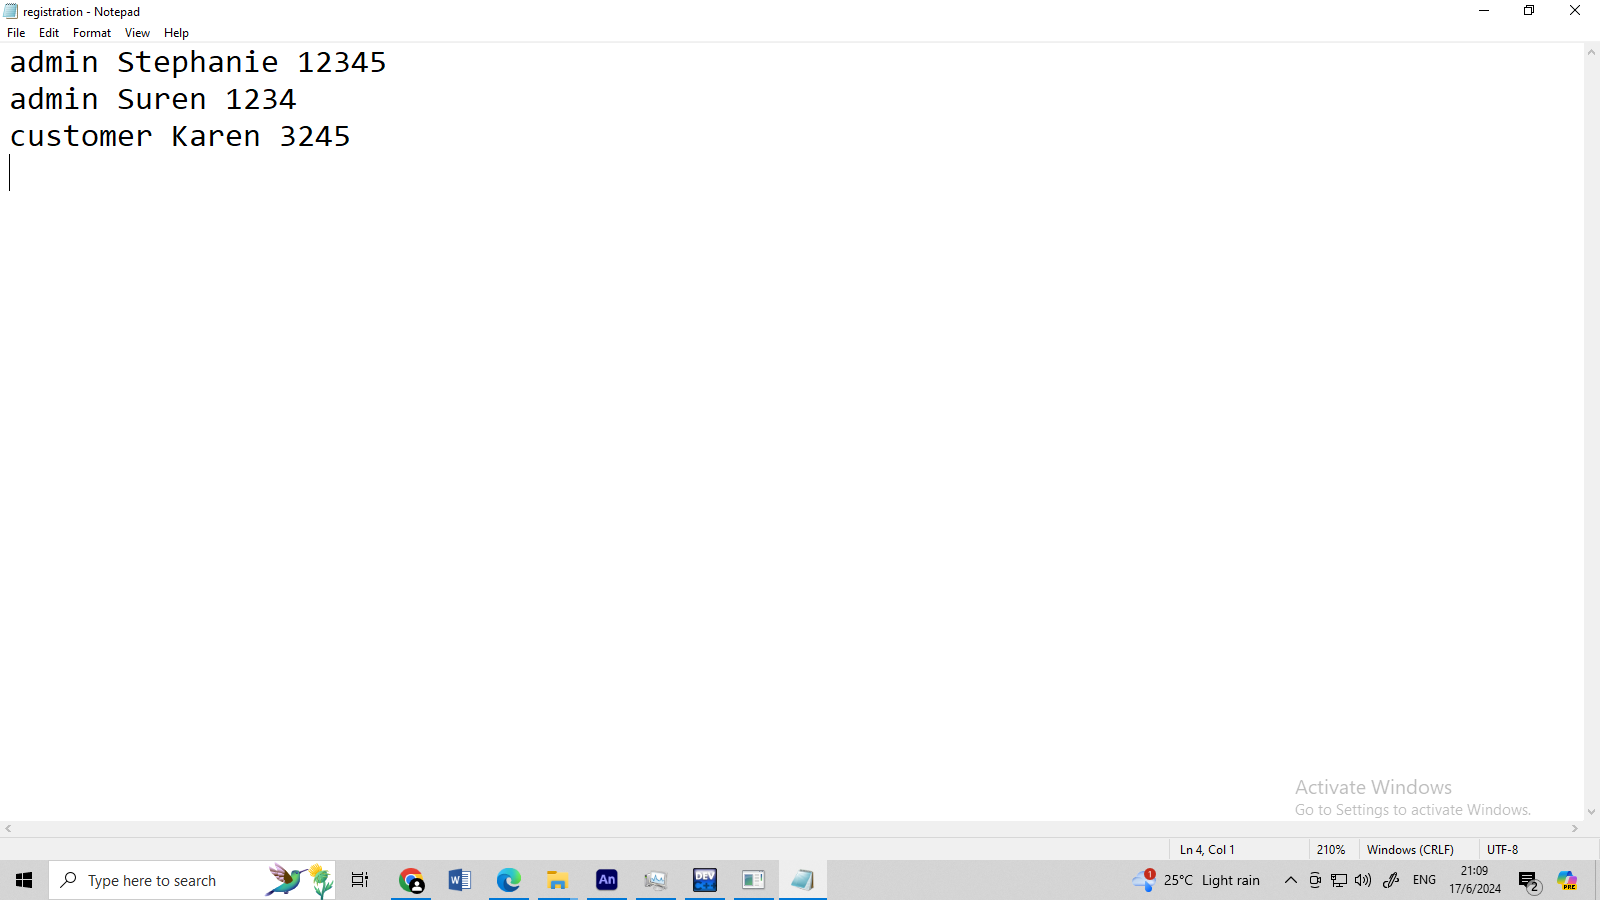 registration - Notepad
File Edit Format View Help
admin Stephanie 12345
admin Suren 1234
customer Karen 3245
Activate Windows
Go to Settings to activate Windows.
Ln 4, Col 1 210% Windows (CRLF) UTF-8
Type here to search
W
An
DEV
C++
1
25°C Light rain
ENG
21:09
17/6/2024
2
PRE